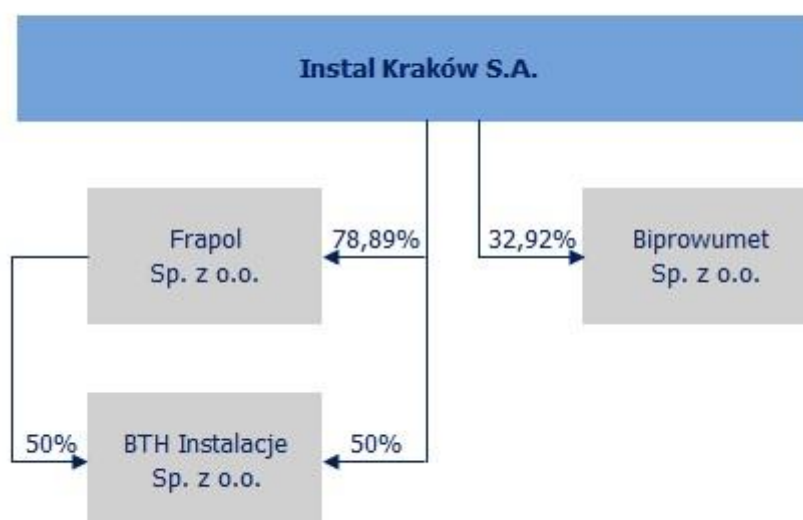 Instal Kraków S.A.
Frapol
Sp. z o.o.
78,89%
32,92%
Biprowumet
Sp. z o.o.
50%
BTH Instalacje
Sp. z o.o.
50%